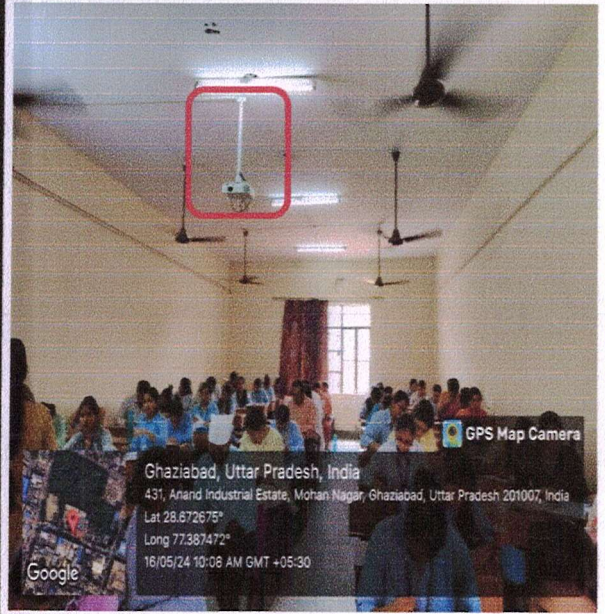 GPS Map Camera
Ghaziabad, Uttar Pradesh, India
431, Anand Industrial Estate, Mohan Nagar, Ghaziabad, Uttar Pradesh 201007, India
Lat 28.672675°
Long 77.387472°
16/05/24 10:08 AM GMT +05:30
Google